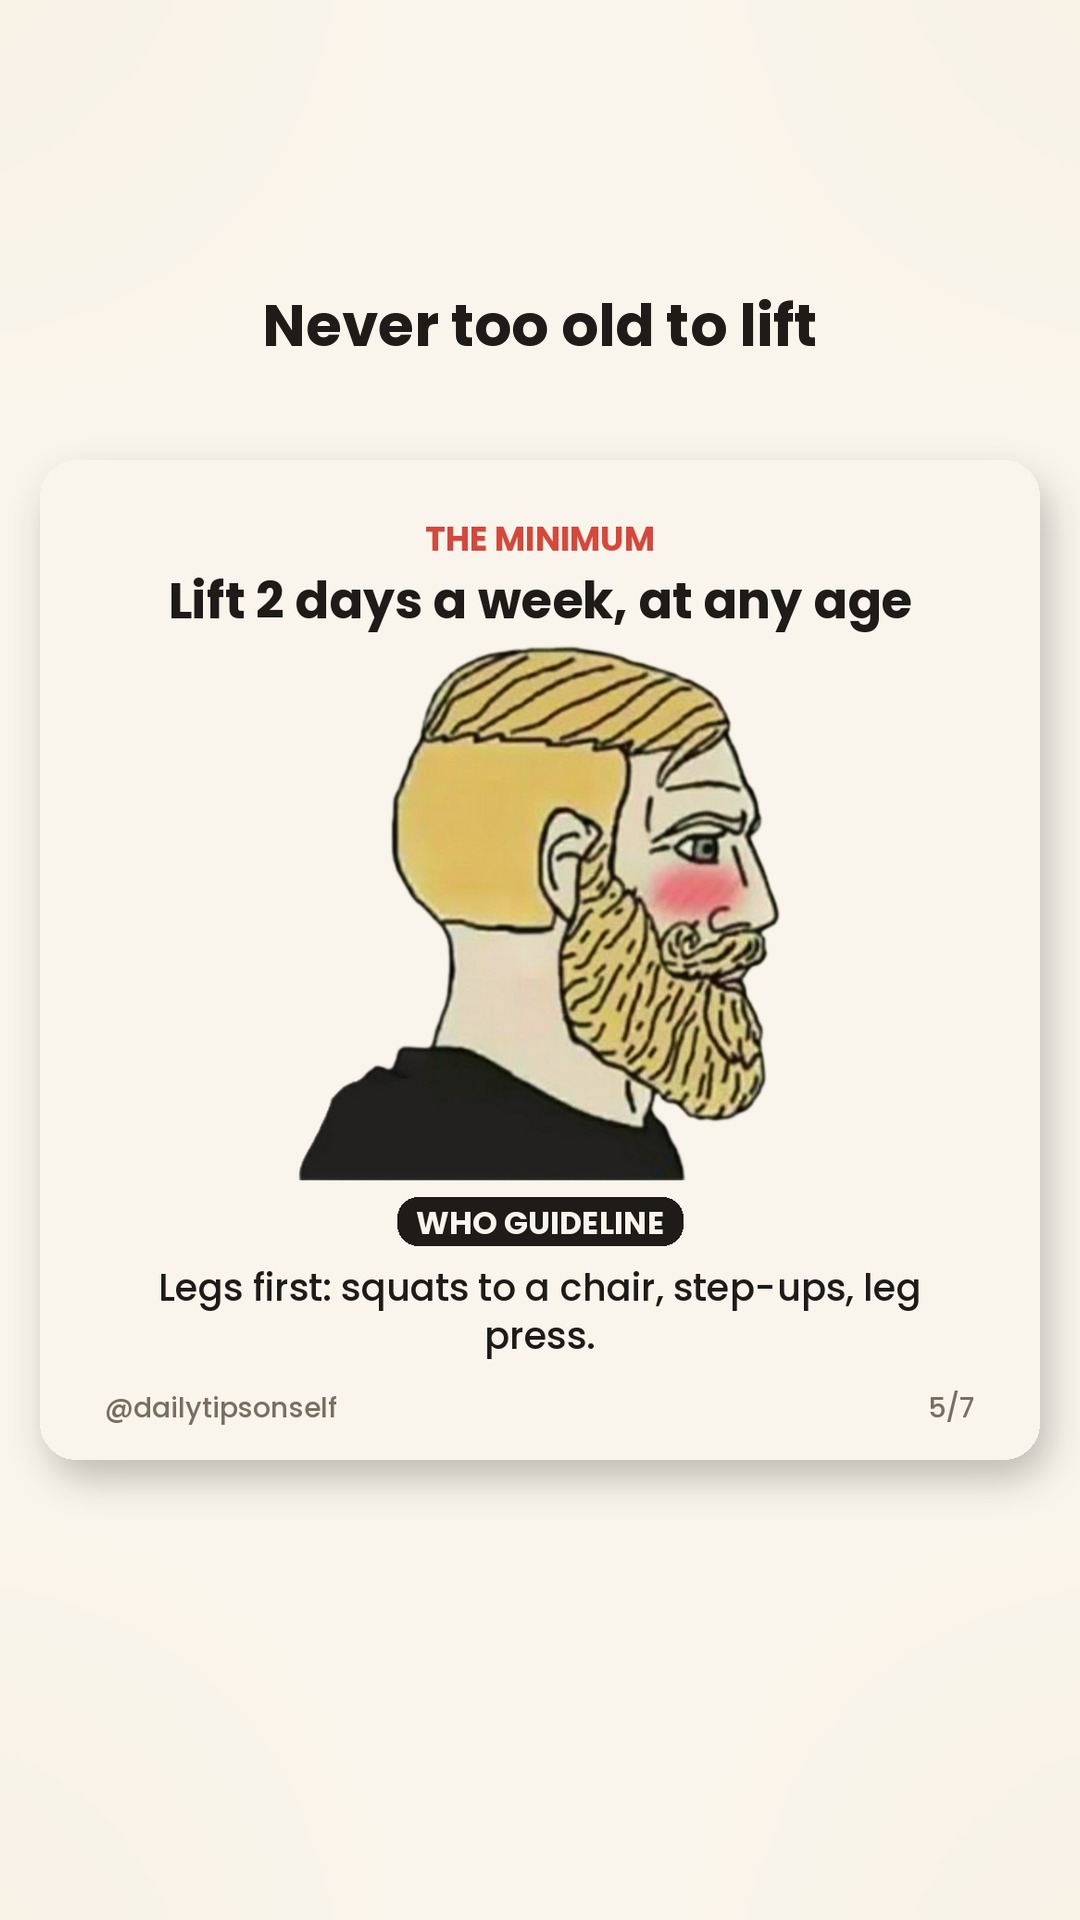 Never too old to lift
THE MINIMUM
Lift 2 days a week, at any age
WHO GUIDELINE
Legs first: squats to a chair, step-ups, leg
press.
@dailytipsonself
5/7